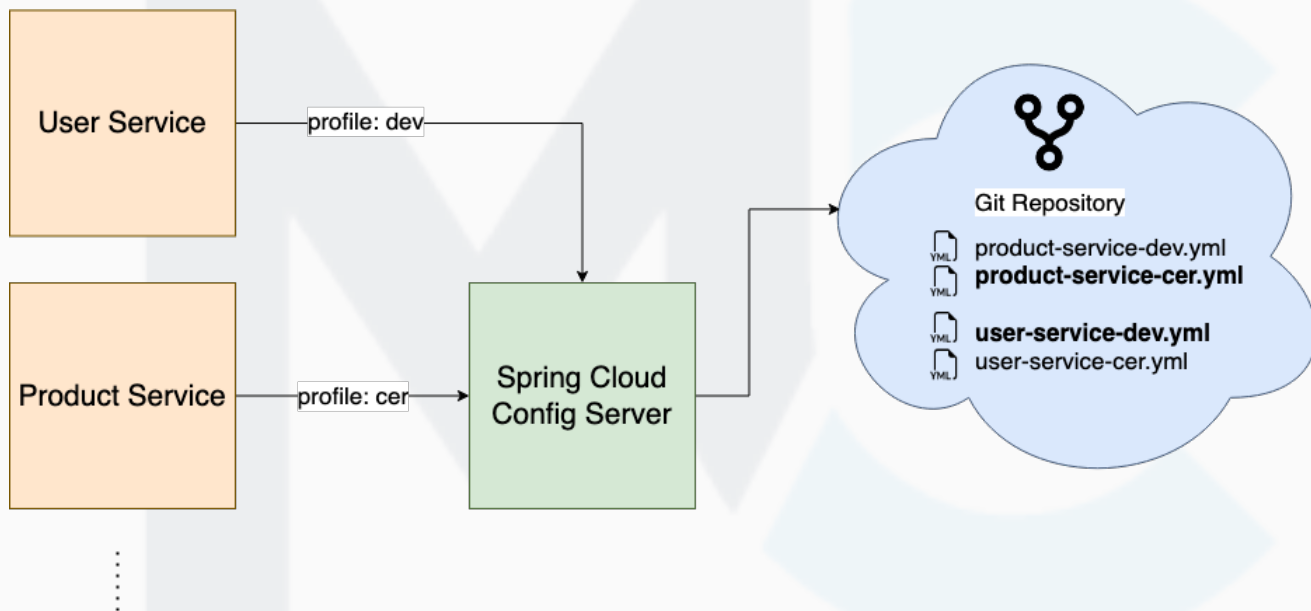 User Service
profile: dev
Product Service
profile: cer
Spring Cloud
Config Server
Git Repository
YML
product-service-dev.yml
YML
product-service-cer.yml
YML
user-service-dev.yml
YML
user-service-cer.yml